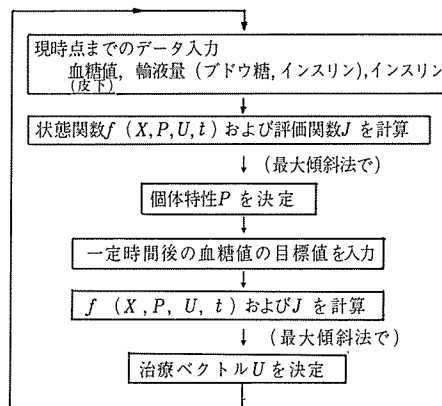 現時点までのデータ入力
血糖値,輸液量(ブドウ糖,インスリン),インスリン
(皮下)
状態関数f(X,P,U,t)および評価関数Jを計算
(最大傾斜法で)
個体特性Pを決定
一定時間後の血糖値の目標値を入力
f (X,P, U, t)およびJを計算
(最大傾斜法で)
治療ベクトルUを決定